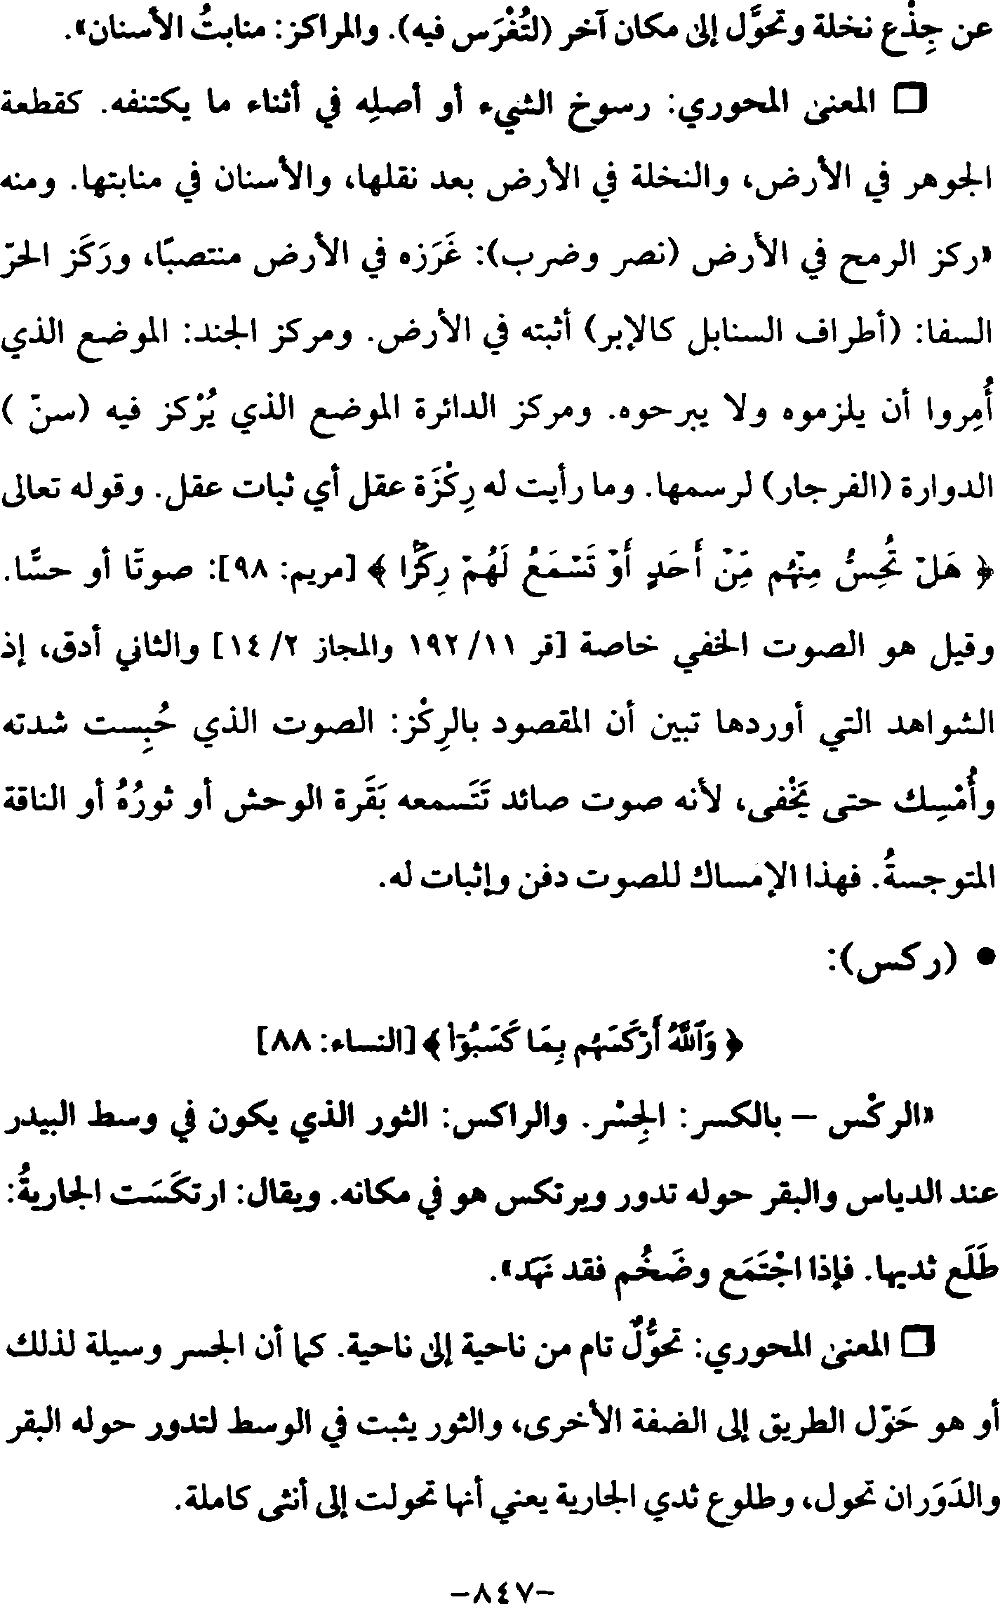 عن جِذْع نخلة وتحوَّل إلى مكان آخر (لتُغْرَس فيه). والمراكز: منابتُ الأسنان».
❒ المعنى المحوري: رسوخ الشيء أو أصلِه في أثناء ما يكتنفه. كقطعة
الجوهر في الأرض، والنخلة في الأرض بعد نقلها، والأسنان في منابتها. ومنه
«ركز الرمح في الأرض (نصر وضرب): غَرَزه في الأرض منتصبًا، ورَكَز الحرّ
السفا: (أطراف السنابل كالإبر) أثبته في الأرض. ومركز الجند: الموضع الذي
أُمِروا أن يلزموه ولا يبرحوه. ومركز الدائرة الموضع الذي يُرْكز فيه (سنّ )
الدوارة (الفرجار) لرسمها. وما رأيت له رِكْزَة عقل أي ثبات عقل. وقوله تعالى
﴿ هَلْ تُحِسُّ مِنْهُم مِّنْ أَحَدٍ أَوْ تَسْمَعُ لَهُمْ رِكْزًا ﴾ [مريم: ٩٨]: صوتًا أو حسًّا.
وقيل هو الصوت الخفي خاصة [قر ١١/ ١٩٢ والمجاز ٢/ ١٤] والثاني أدق، إذ
الشواهد التي أوردها تبين أن المقصود بالرِكْز: الصوت الذي حُبِست شدته
وأُمْسِك حتى يَخْفى، لأنه صوت صائد تَتَسمعه بَقَرة الوحش أو ثورُهُ أو الناقة
المتوجسةُ. فهذا الإمساك للصوت دفن وإثبات له.
• (ركس):
﴿ وَٱللَّهُ أَرْكَسَهُم بِمَا كَسَبُوٓا۟ ﴾ [النساء: ٨٨]
«الركْس – بالكسر: الجِسْر. والراكس: الثور الذي يكون في وسط البيدر
عند الدياس والبقر حوله تدور ويرتكس هو في مكانه. ويقال: ارتكَسَت الجاريةُ:
طَلَع ثديها. فإذا اجْتَمَع وضَخُم فقد نَهَد».
❒ المعنى المحوري: تحوُّلٌ تام من ناحية إلى ناحية. كما أن الجسر وسيلة لذلك
أو هو حَوّل الطريق إلى الضفة الأخرى، والثور يثبت في الوسط لتدور حوله البقر
والدَوَران تحول، وطلوع ثدي الجارية يعني أنها تحولت إلى أنثى كاملة.
-٨٤٧-